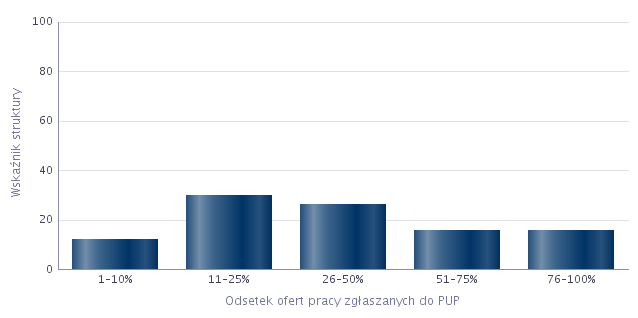 100
80
60
40
20
0
Wskaźnik struktury
1-10% 11-25% 26-50% 51-75% 76-100%
Odsetek ofert pracy zgłaszanych do PUP